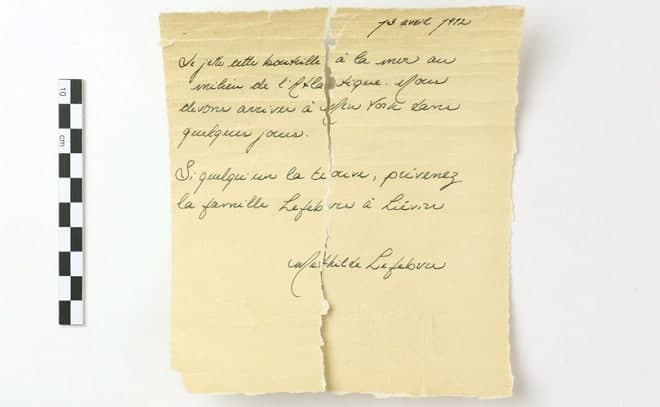 13 avril 1912
Je jette cette bouteille à la mer au
milieu de l'Atlantique. Nous
devons arriver à New York dans
quelques jours.
Si quelqu'un la trouve, prévenez
la famille Lefebvre à Liévin
Mathilde Lefebvre
10
cm